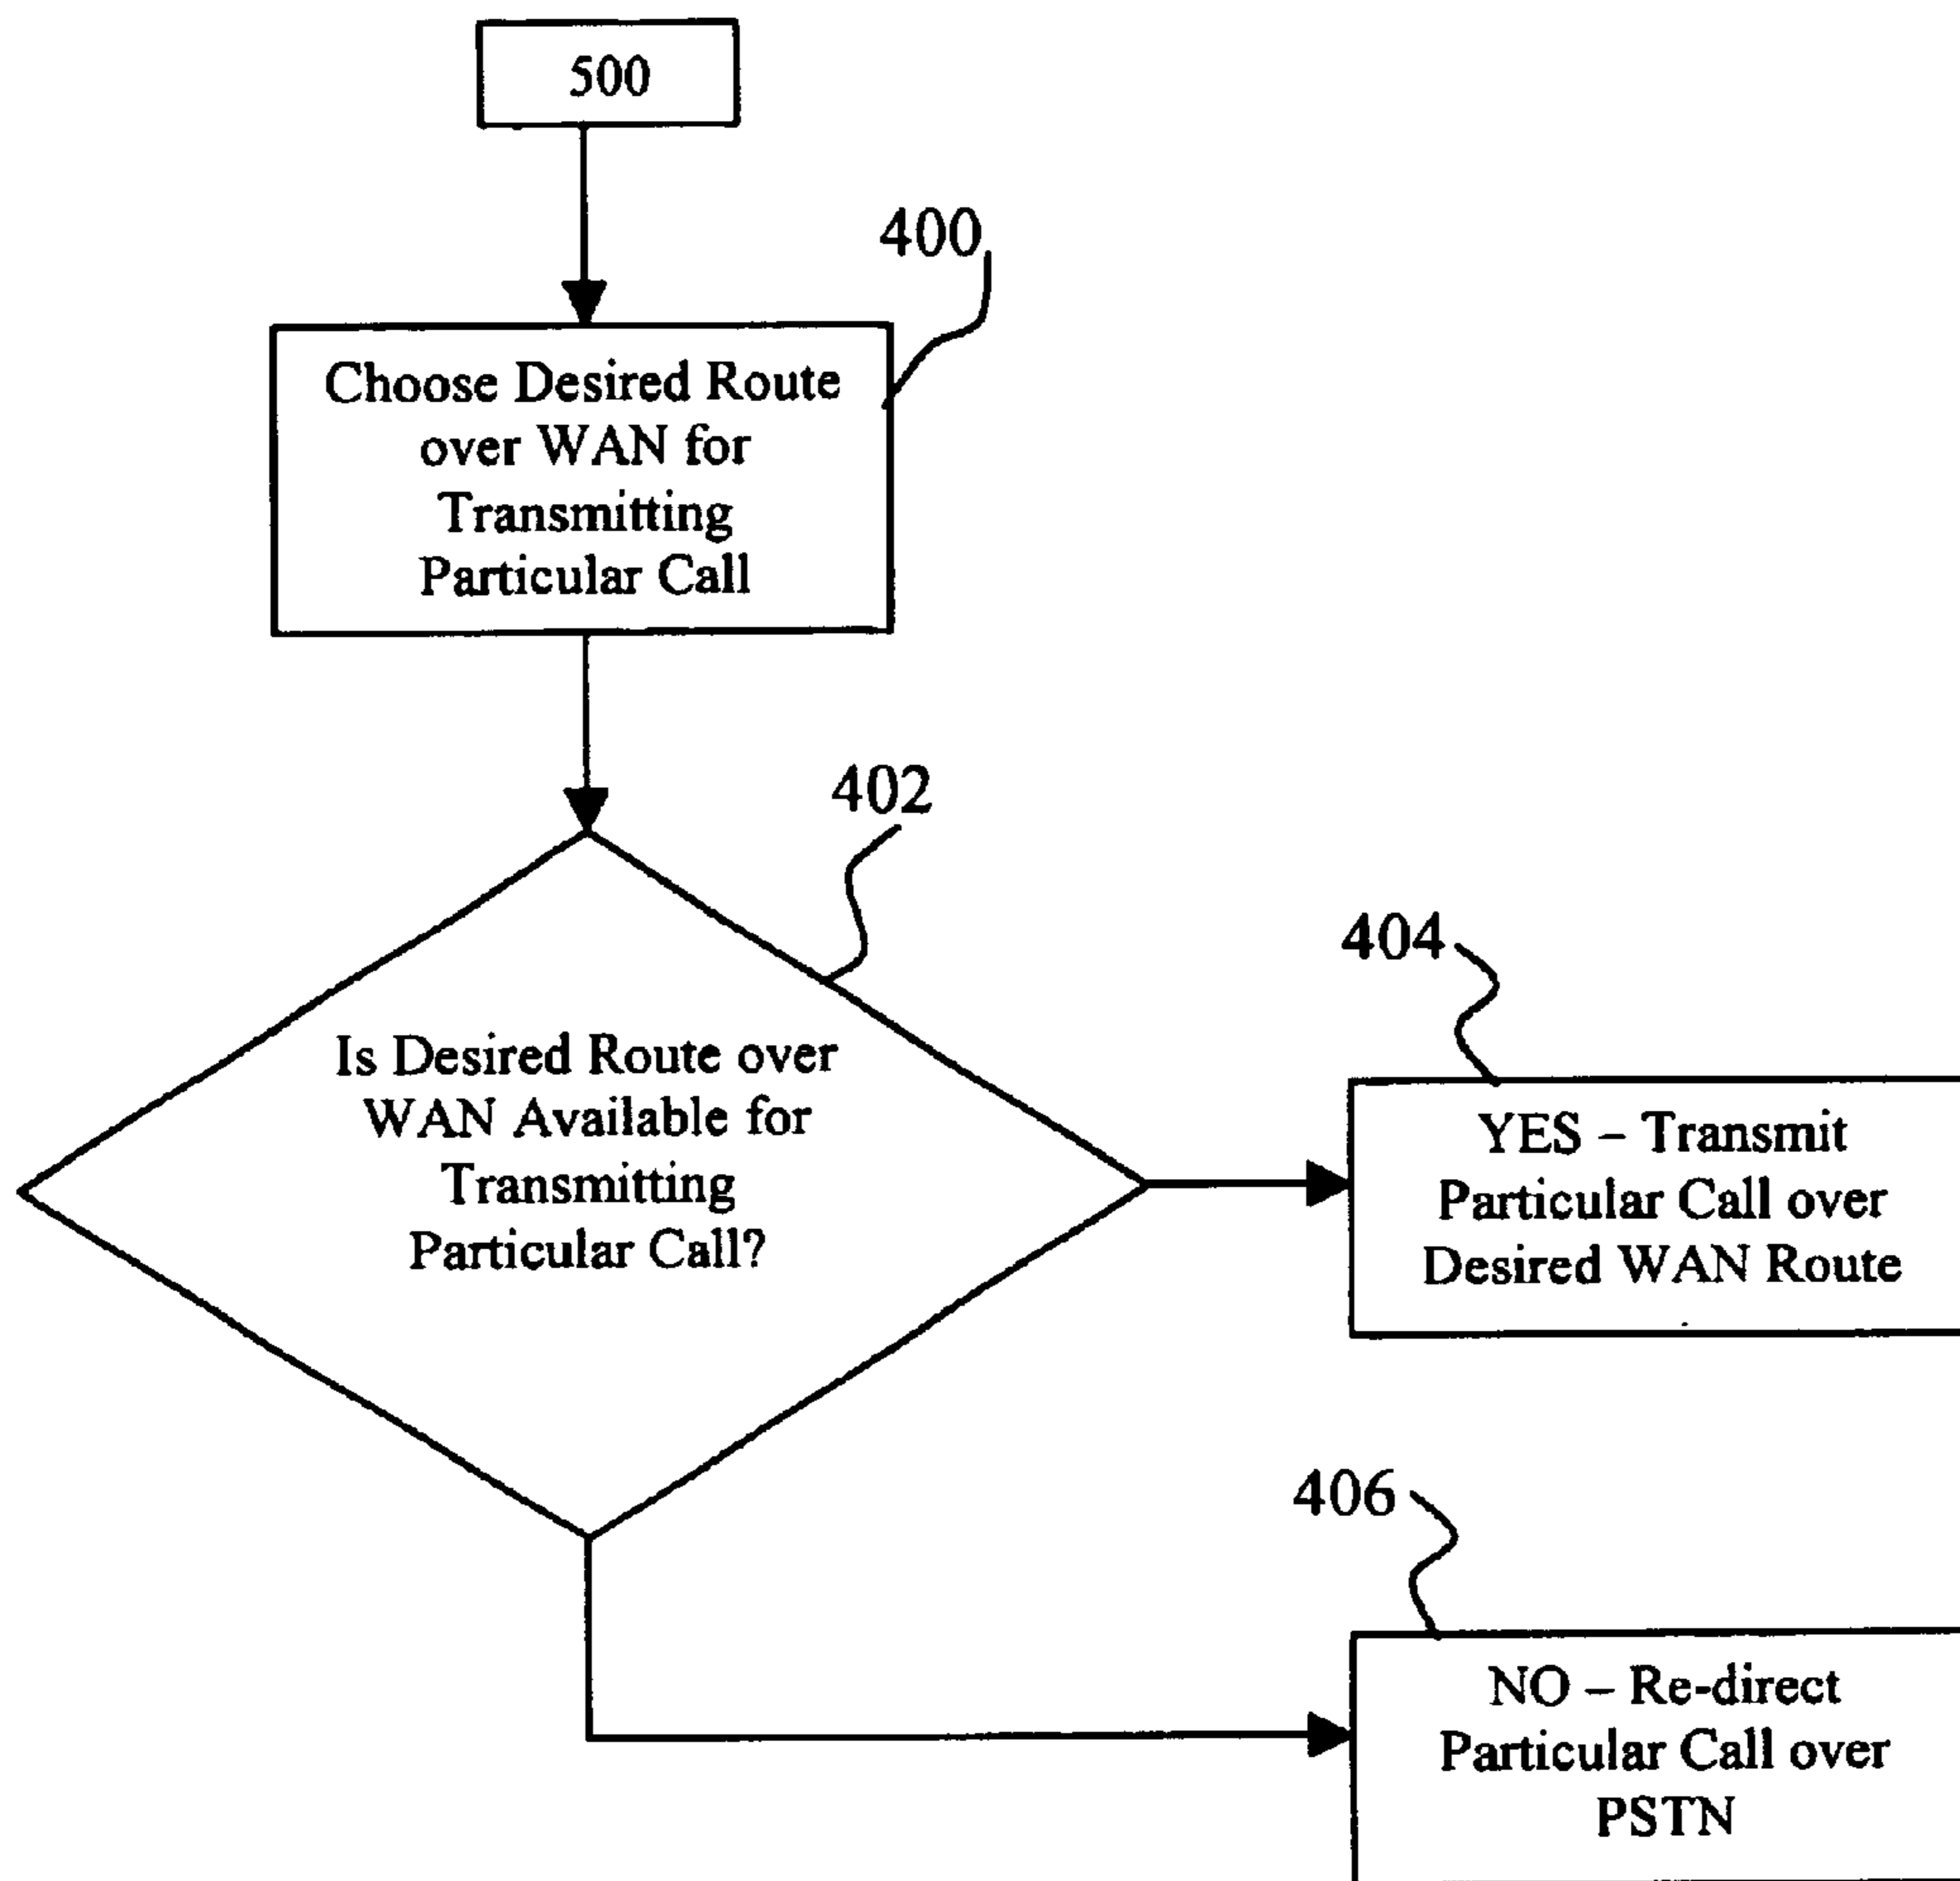 500
400
Choose Desired Route
over WAN for
Transmitting
Particular Call
402
Is Desired Route over
WAN Available for
Transmitting
Particular Call?
404
YES – Transmit
Particular Call over
Desired WAN Route
406
NO – Re-direct
Particular Call over
PSTN